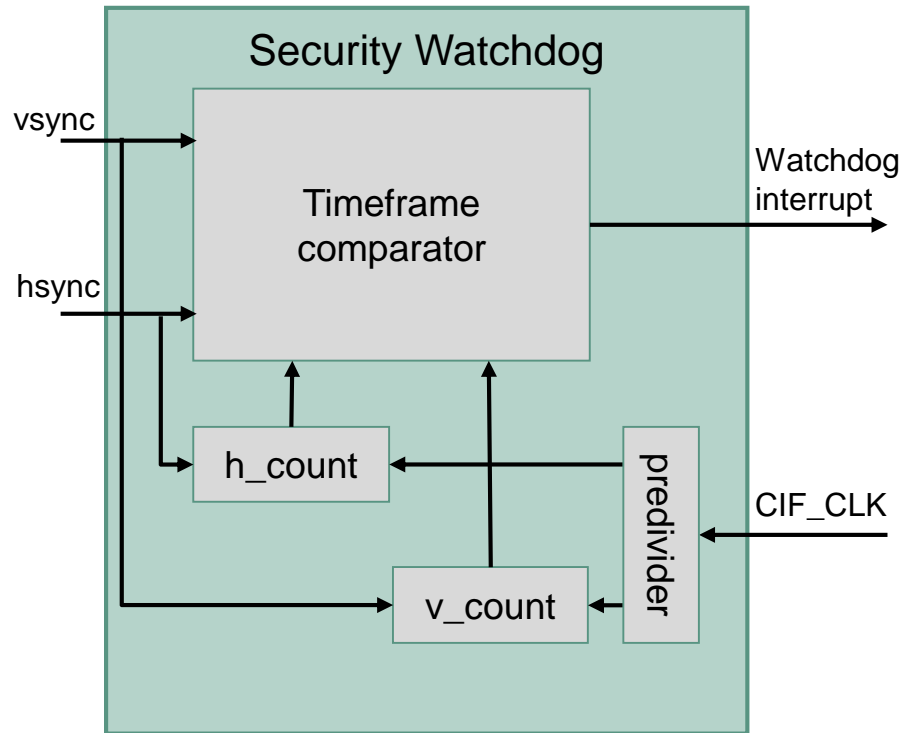 Security Watchdog
vsync
Watchdog
interrupt
Timeframe
comparator
hsync
h_count
predivider
CIF_CLK
v_count